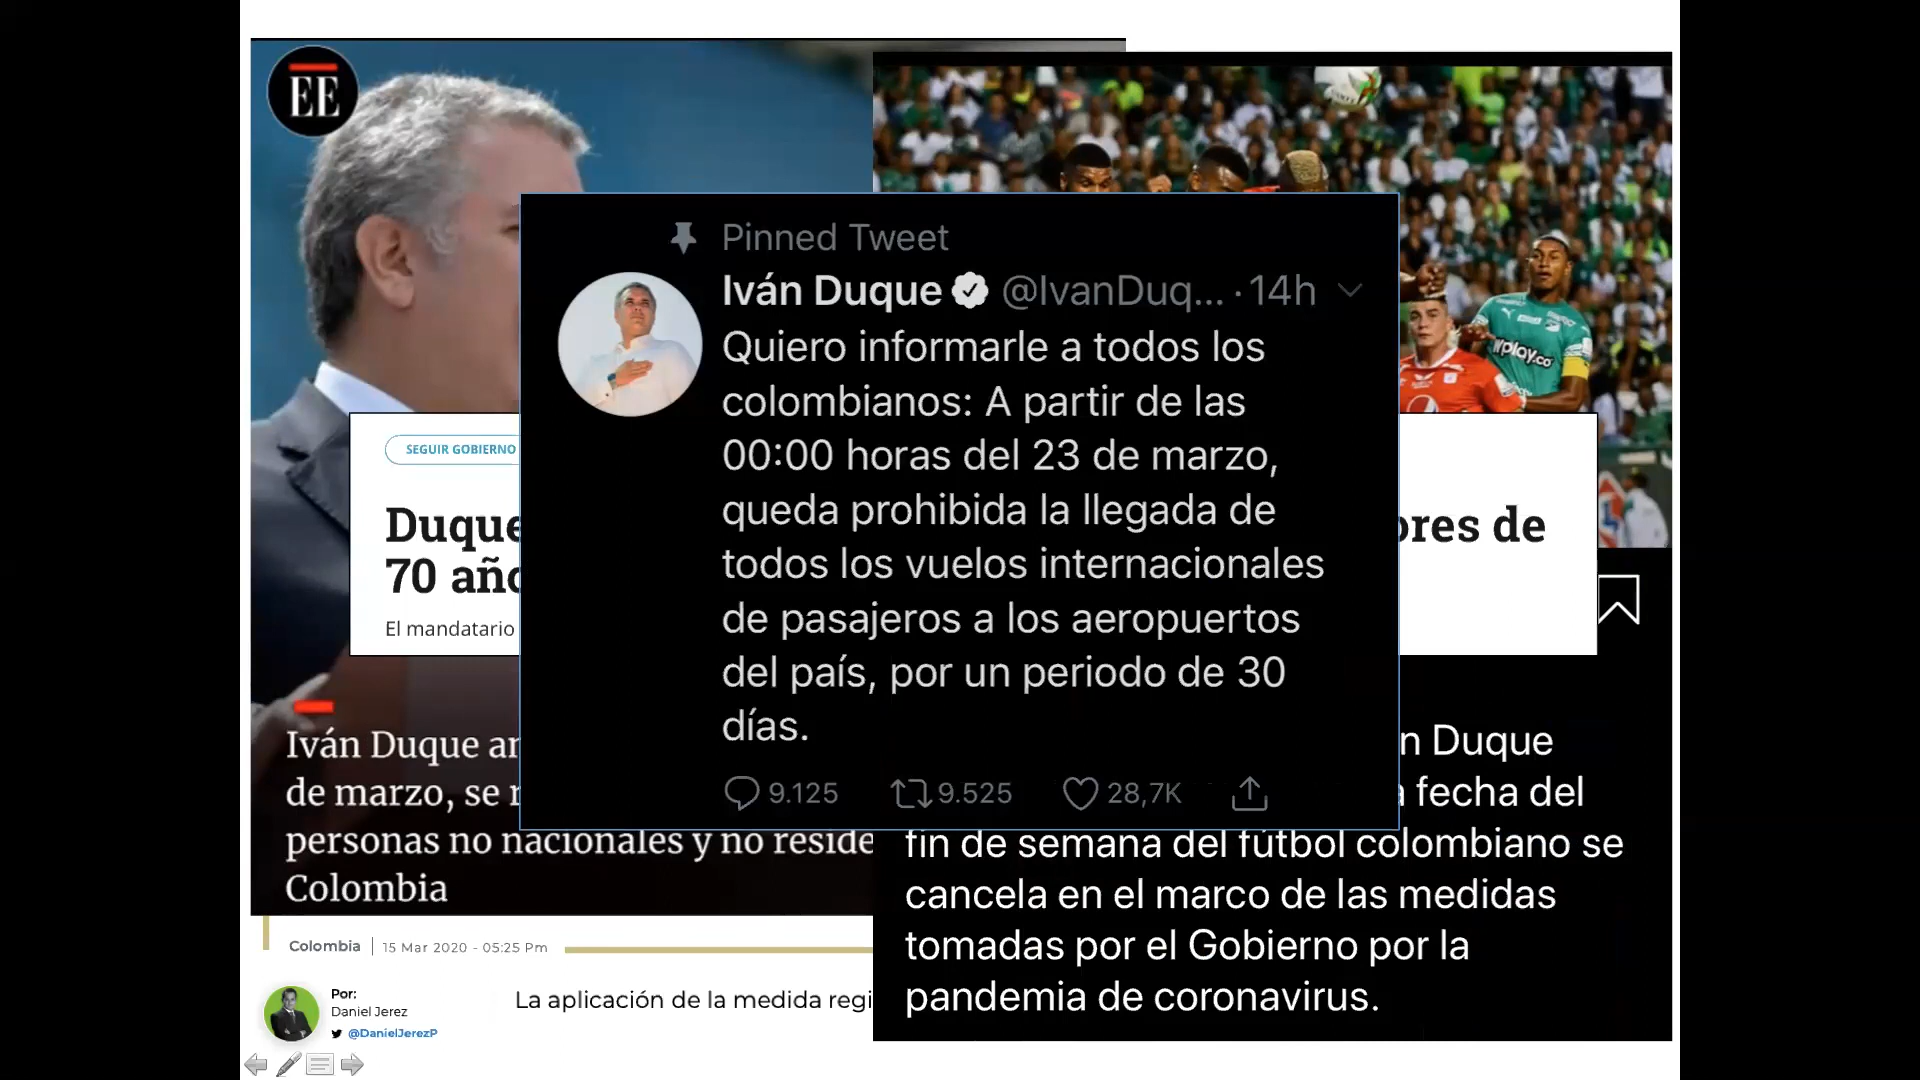 EE
Pinned Tweet
Iván Duque @IvanDuq... · 14h
Quiero informarle a todos los
colombianos: A partir de las
00:00 horas del 23 de marzo,
queda prohibida la llegada de
todos los vuelos internacionales
de pasajeros a los aeropuertos
del país, por un periodo de 30
días.
9.125 9.525 28,7K
wplay.co
SEGUIR GOBIERNO
Duque
70
de
El mandatario
Iván Duque
de marzo, se
personas no nacionales y no
Colombia
Duque
fecha del
fin de semana del fútbol colombiano se
cancela en el marco de las medidas
tomadas por el Gobierno por la
pandemia de coronavirus.
Colombia | 15 Mar 2020 - 05:25 Pm
Por:
Daniel Jerez
@DanielJerezP
La aplicación de la medida